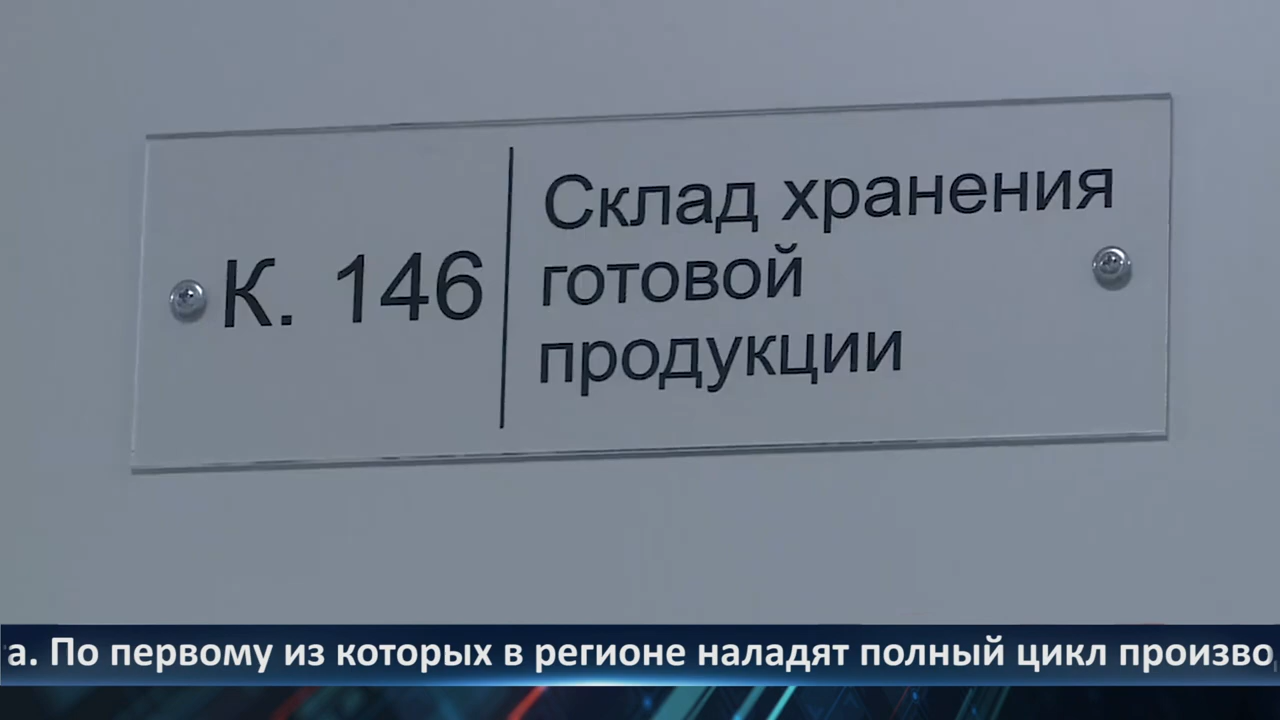 К. 146
Склад хранения
готовой
продукции
а. По первому из которых в регионе наладят полный цикл произво